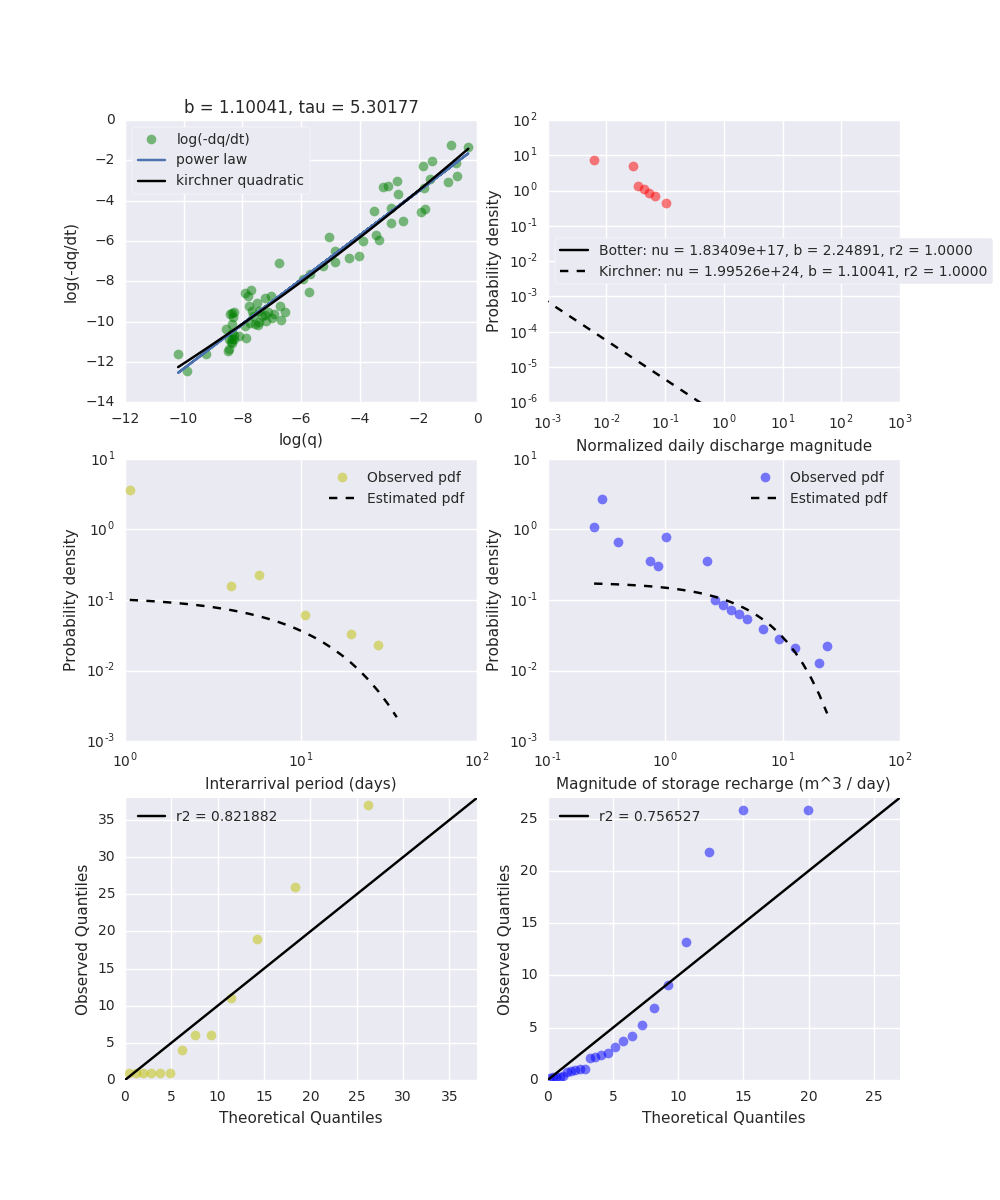 b = 1.10041, tau = 5.30177
log(-dq/dt)
power law
kirchner quadratic
0
−2
−4
−6
−8
−10
−12
−14
log(-dq/dt)
−12 −10 −8 −6 −4 −2 0
log(q)
10^2
10^1
10^0
10^-1
10^-2
10^-3
10^-4
10^-5
10^-6
Probability density
Botter: nu = 1.83409e+17, b = 2.24891, r2 = 1.0000
Kirchner: nu = 1.99526e+24, b = 1.10041, r2 = 1.0000
10^-3 10^-2 10^-1 10^0 10^1 10^2 10^3
Normalized daily discharge magnitude
10^1
10^0
10^-1
10^-2
10^-3
Probability density
Observed pdf
Estimated pdf
10^0 10^1 10^2
Interarrival period (days)
10^1
10^0
10^-1
10^-2
10^-3
Probability density
Observed pdf
Estimated pdf
10^-1 10^0 10^1 10^2
Magnitude of storage recharge (m^3 / day)
r2 = 0.821882
35
30
25
20
15
10
5
0
Observed Quantiles
0 5 10 15 20 25 30 35
Theoretical Quantiles
r2 = 0.756527
25
20
15
10
5
0
Observed Quantiles
0 5 10 15 20 25
Theoretical Quantiles